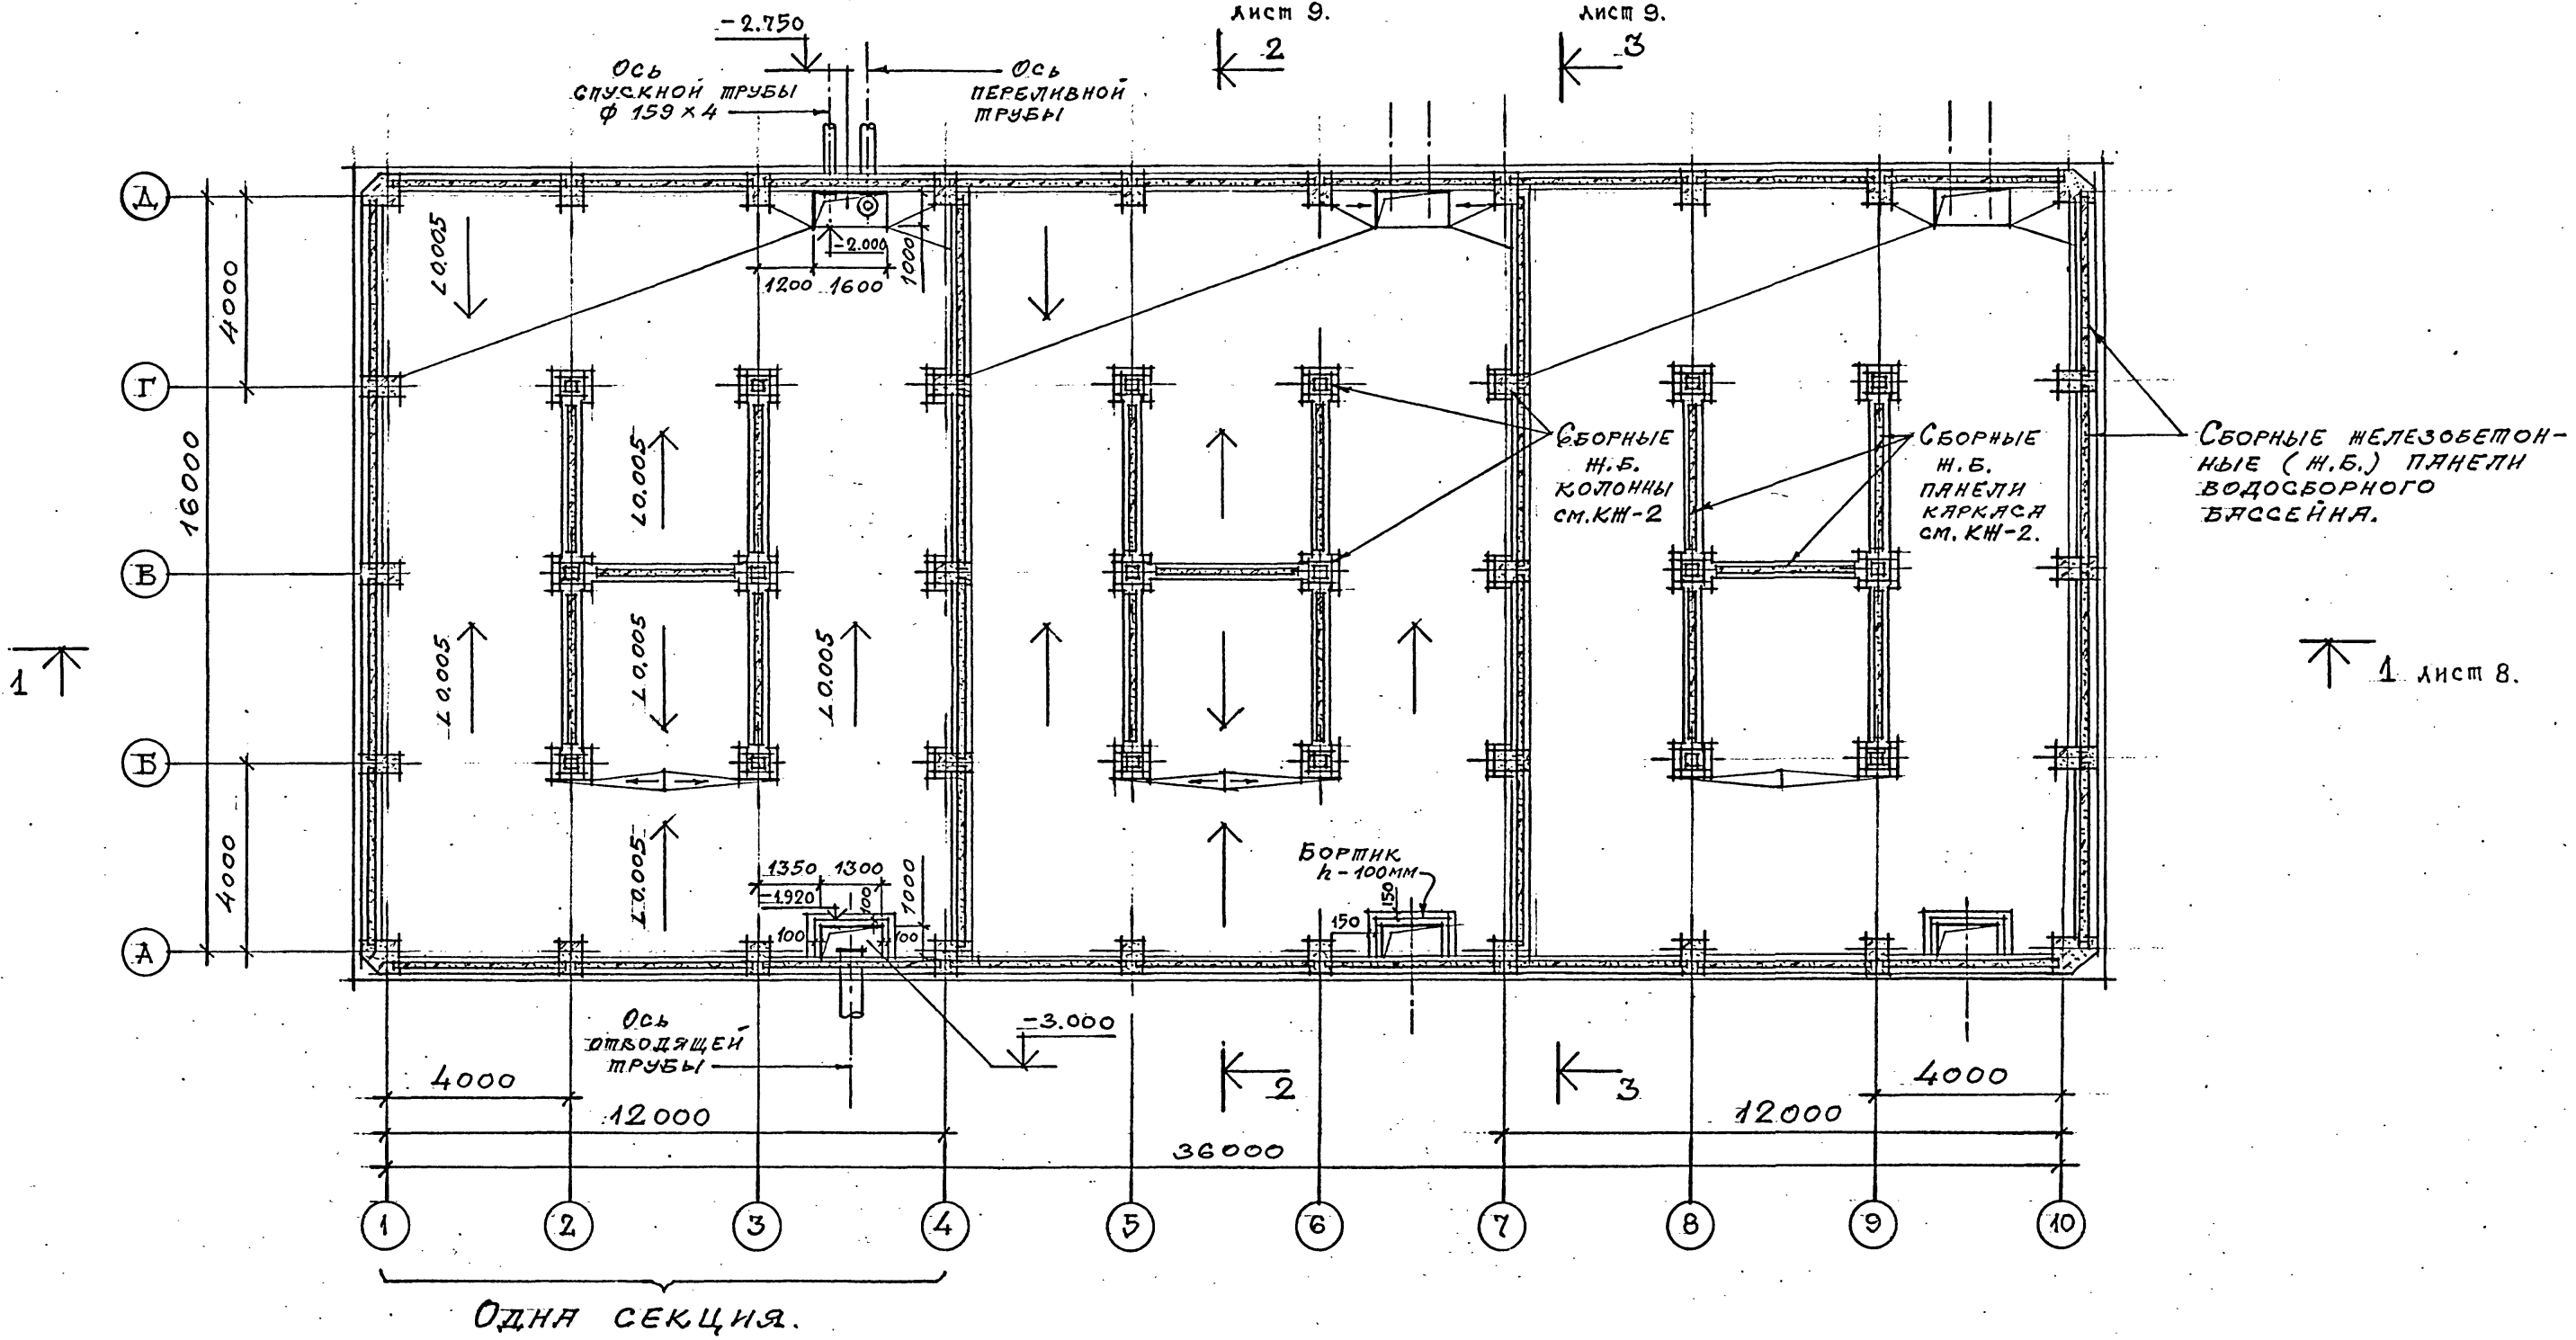 лист 9.
лист 9.
-2.750
2
3
Ось
спускной трубы
ф 159×4
Ось
переливной
трубы
Д
∠0.005
4000
-2.000
1200 1600
1000
Г
16000
∠0.005
Сборные
ж.б.
колонны
см. КЖ-2
Сборные
ж.б.
панели
каркаса
см. КЖ-2.
Сборные железобетон-
ные (ж.б.) панели
водосборного
бассейна.
В
∠0.005
∠0.005
∠0.005
1
1 лист 8.
Б
4000
∠0.005
1350 1300
1000
-1.920
100
100
100
Бортик
h-100мм
150
150
А
Ось
отводящей
трубы
-3.000
2
3
4000
4000
12000
12000
36000
1
2
3
4
5
6
7
8
9
10
Одна секция.